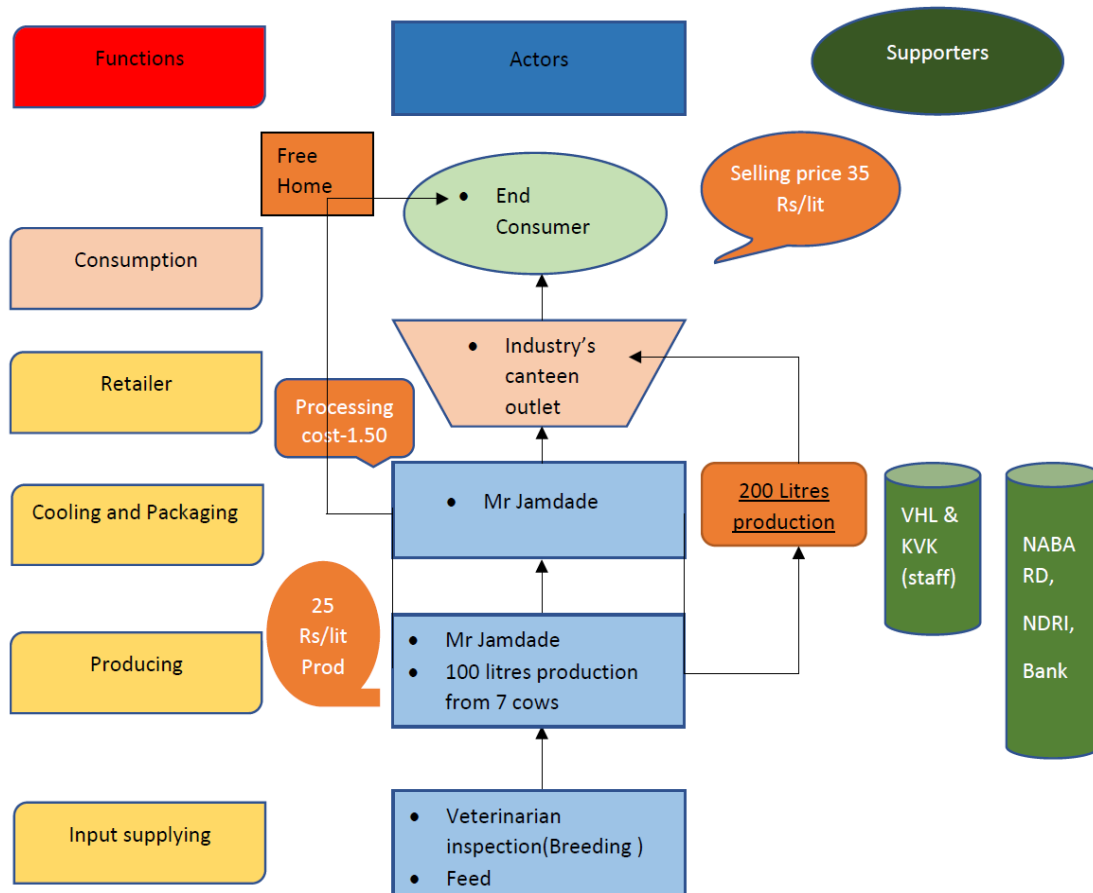 Functions
Actors
Supporters
Free
Home
• End
Consumer
Selling price 35
Rs/lit
Consumption
Retailer
• Industry's
canteen
outlet
Processing
cost-1.50
Cooling and Packaging
• Mr Jamdade
200 Litres
production
VHL &
KVK
(staff)
NABA
RD,
NDRI,
Bank
Producing
25
Rs/lit
Prod
• Mr Jamdade
• 100 litres production
from 7 cows
Input supplying
• Veterinarian
inspection(Breeding )
• Feed